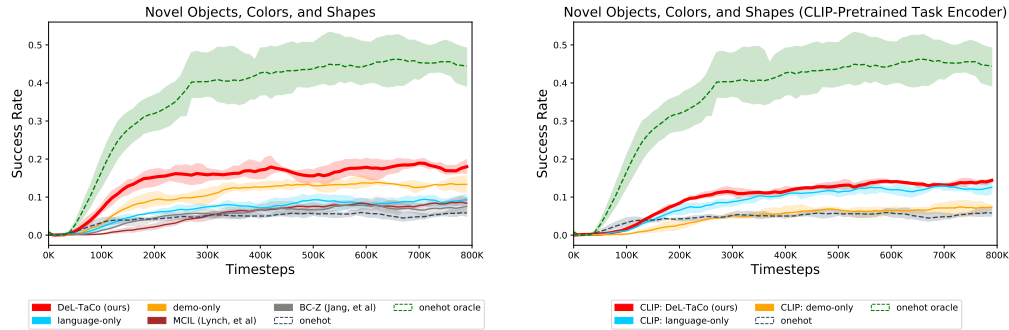 Novel Objects, Colors, and Shapes
Success Rate
0.5
0.4
0.3
0.2
0.1
0.0
0K 100K 200K 300K 400K 500K 600K 700K 800K
Timesteps
DeL-TaCo (ours) demo-only BC-Z (Jang, et al) onehot oracle
language-only MCIL (Lynch, et al) onehot
Novel Objects, Colors, and Shapes (CLIP-Pretrained Task Encoder)
Success Rate
0.5
0.4
0.3
0.2
0.1
0.0
0K 100K 200K 300K 400K 500K 600K 700K 800K
Timesteps
CLIP: DeL-TaCo (ours) CLIP: demo-only onehot oracle
CLIP: language-only onehot